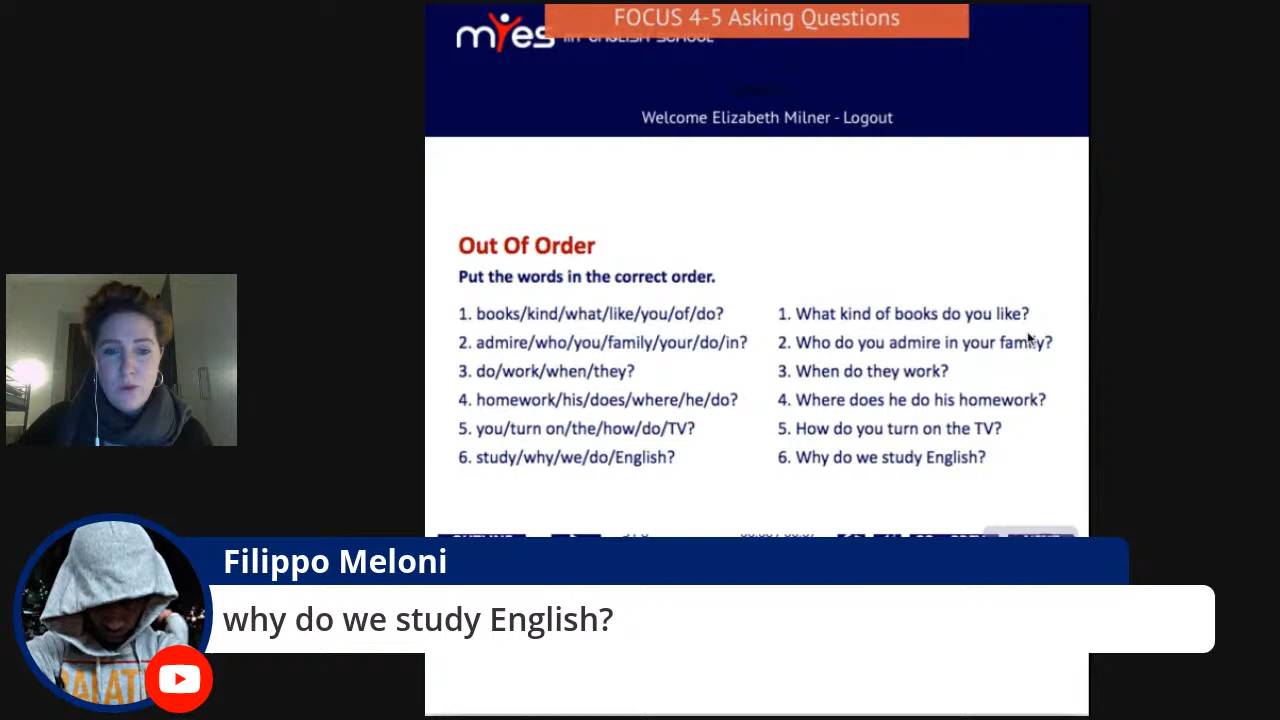 FOCUS 4-5 Asking Questions
myes MY ENGLISH SCHOOL
Welcome Elizabeth Milner - Logout
Out Of Order
Put the words in the correct order.
1. books/kind/what/like/you/of/do?
2. admire/who/you/family/your/do/in?
3. do/work/when/they?
4. homework/his/does/where/he/do?
5. you/turn on/the/how/do/TV?
6. study/why/we/do/English?
1. What kind of books do you like?
2. Who do you admire in your family?
3. When do they work?
4. Where does he do his homework?
5. How do you turn on the TV?
6. Why do we study English?
Filippo Meloni
why do we study English?